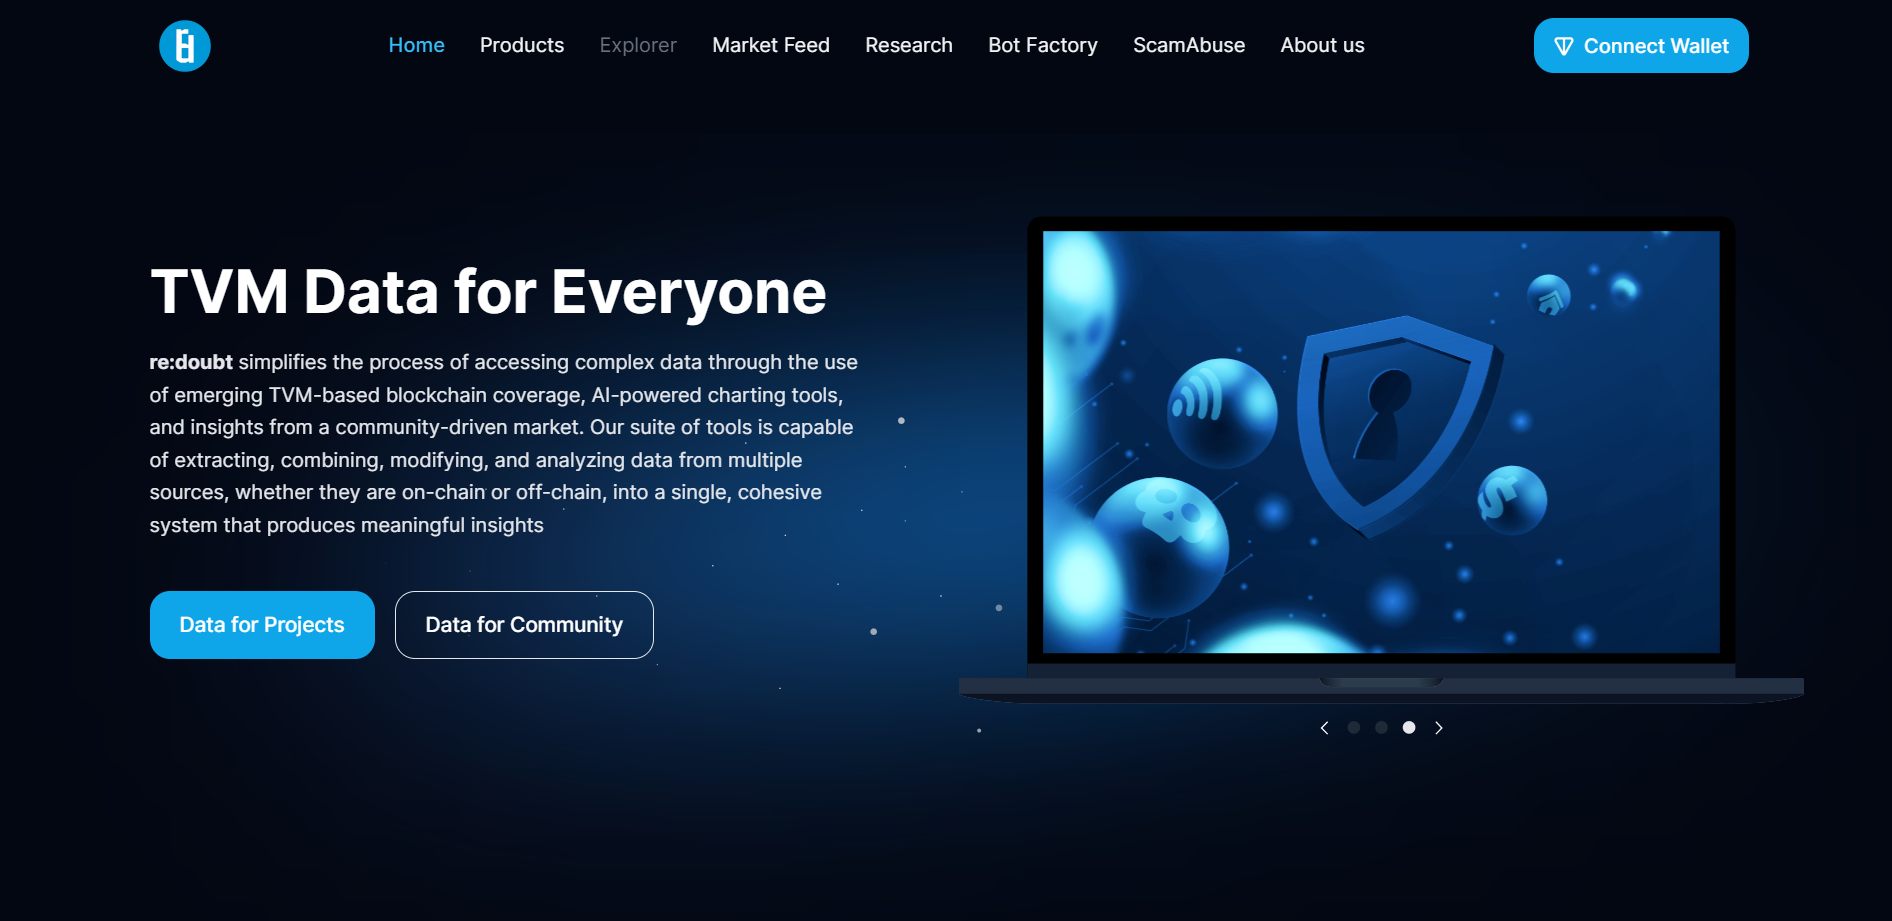 Home Products Explorer Market Feed Research Bot Factory ScamAbuse About us Connect Wallet
TVM Data for Everyone
re:doubt simplifies the process of accessing complex data through the use
of emerging TVM-based blockchain coverage, AI-powered charting tools,
and insights from a community-driven market. Our suite of tools is capable
of extracting, combining, modifying, and analyzing data from multiple
sources, whether they are on-chain or off-chain, into a single, cohesive
system that produces meaningful insights
Data for Projects Data for Community